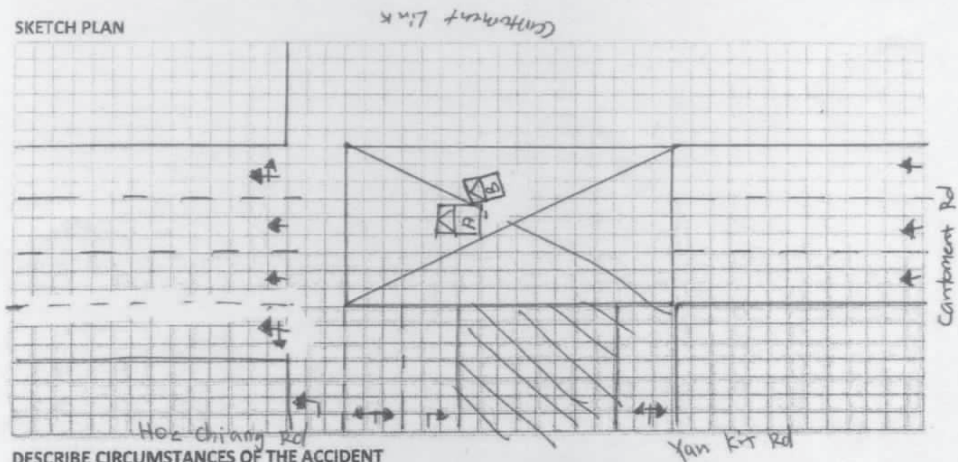 Cantonment Link
SKETCH PLAN
B
A
Cantonment Rd
Hoe Chiang Rd
Yan Kit Rd
DESCRIBE CIRCUMSTANCES OF THE ACCIDENT